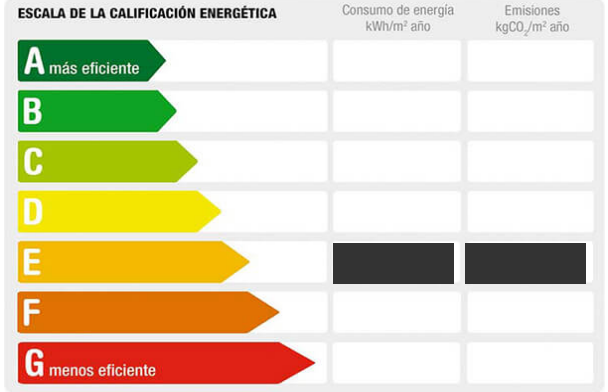 ESCALA DE LA CALIFICACIÓN ENERGÉTICA
Consumo de energía
kWh/m² año
Emisiones
kgCO₂/m² año
A más eficiente
B
C
D
E
F
G menos eficiente